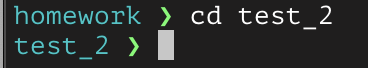 homework ❯ cd test_2
test_2 ❯